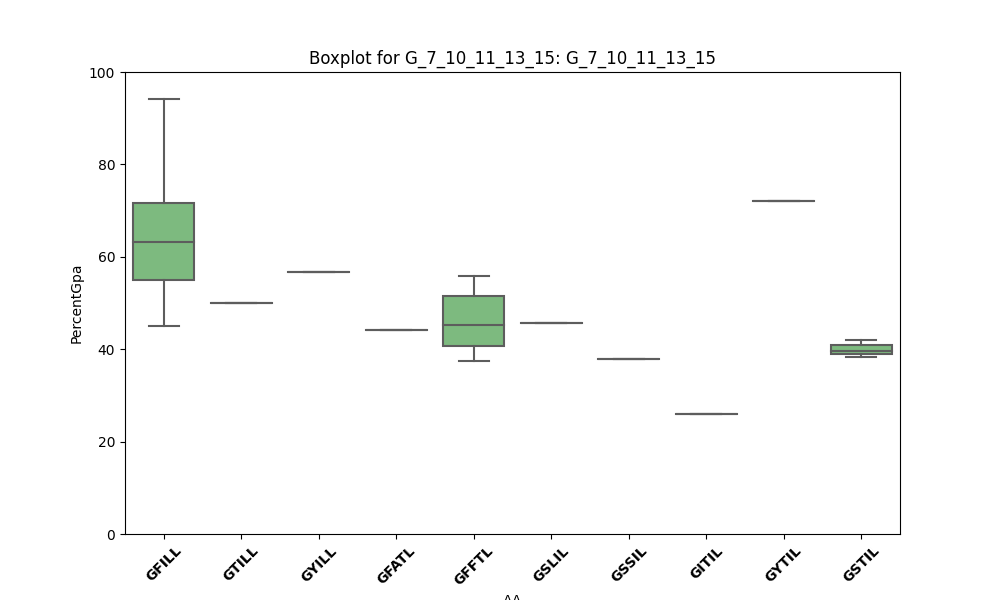 Boxplot for G_7_10_11_13_15: G_7_10_11_13_15
100
80
60
40
20
0
PercentGpa
GFILL
GTILL
GYILL
GFATL
GFFTL
GSLIL
GSSIL
GITIL
GYTIL
GSTIL
AA